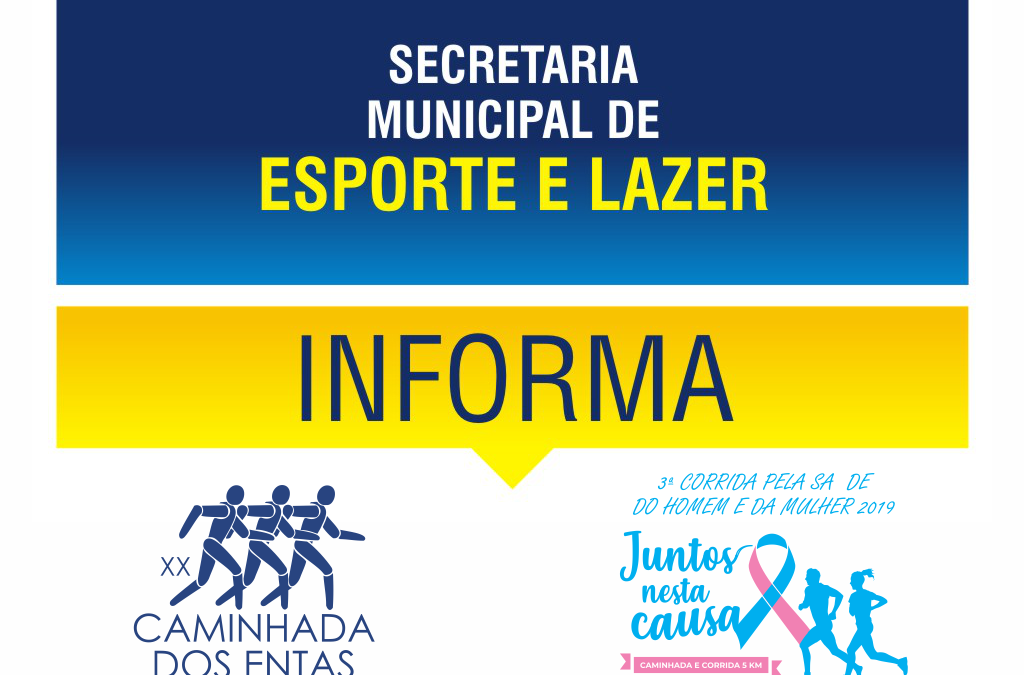 SECRETARIA
MUNICIPAL DE
ESPORTE E LAZER
INFORMA
XX
CAMINHADA
DOS ENTAS
3ª CORRIDA PELA SA DE
DO HOMEM E DA MULHER 2019
Juntos
nesta
causa
CAMINHADA E CORRIDA 5 KM